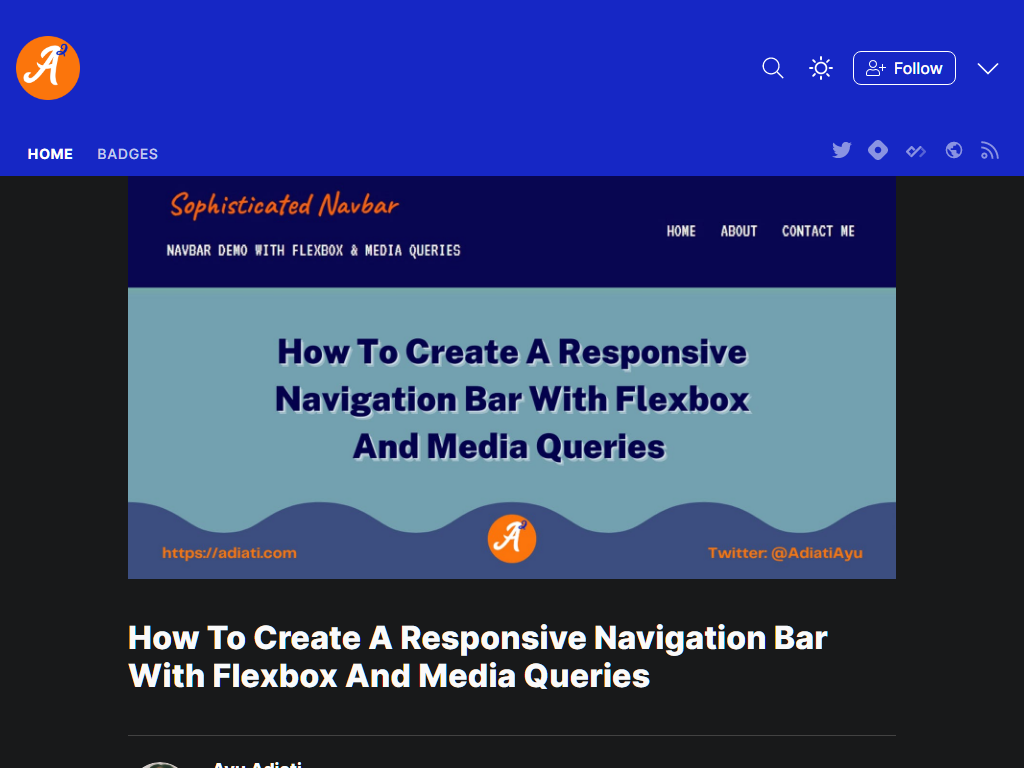 Follow
HOME BADGES
Sophisticated Navbar
NAVBAR DEMO WITH FLEXBOX & MEDIA QUERIES
HOME ABOUT CONTACT ME
How To Create A Responsive
Navigation Bar With Flexbox
And Media Queries
https://adiati.com
Twitter: @AdiatiAyu
How To Create A Responsive Navigation Bar
With Flexbox And Media Queries
Ayu Adiati